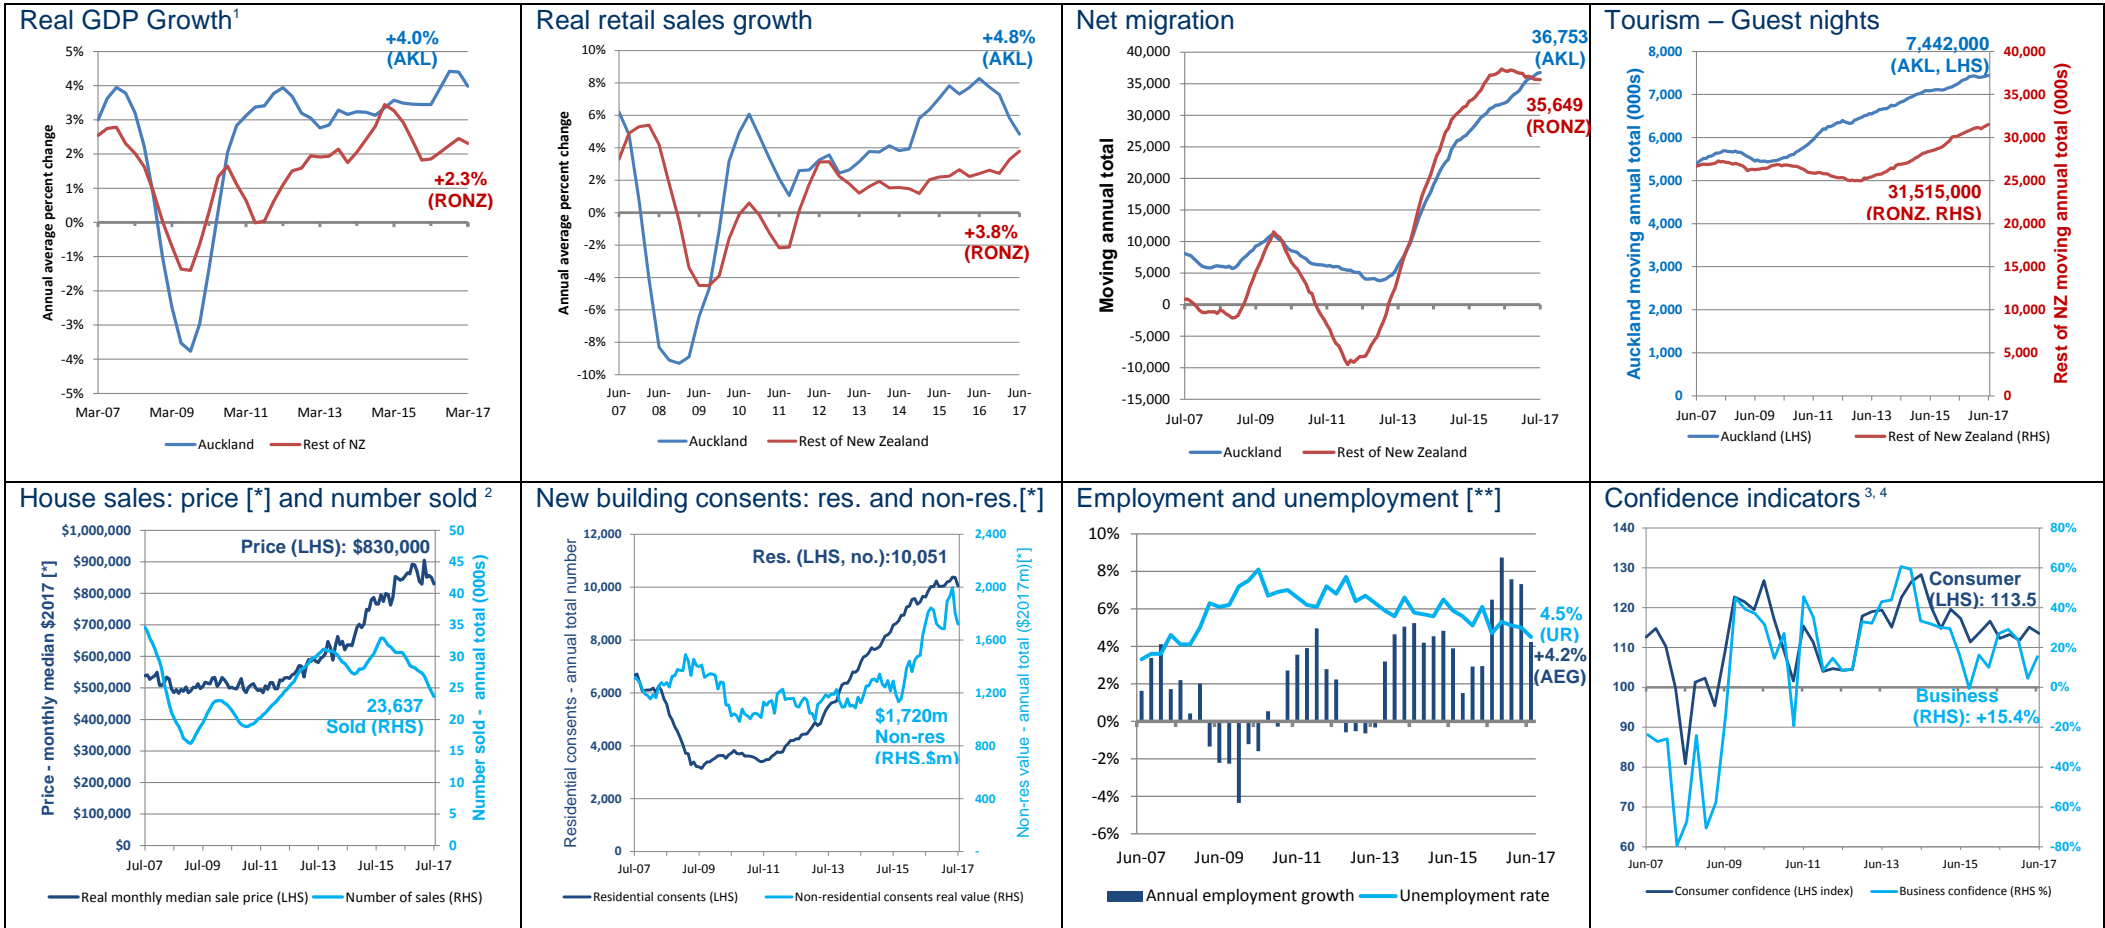 Real GDP Growth1
+4.0%
(AKL)
5%
4%
3%
2%
1%
0%
-1%
-2%
-3%
-4%
-5%
Annual average percent change
+2.3%
(RONZ)
Mar-07 Mar-09 Mar-11 Mar-13 Mar-15 Mar-17
Auckland Rest of NZ
Real retail sales growth
+4.8%
(AKL)
10%
8%
6%
4%
2%
0%
-2%
-4%
-6%
-8%
-10%
Annual average percent change
+3.8%
(RONZ)
Jun- Jun- Jun- Jun- Jun- Jun- Jun- Jun- Jun- Jun- Jun-
07 08 09 10 11 12 13 14 15 16 17
Auckland Rest of New Zealand
Net migration
36,753
(AKL)
40,000
35,000
30,000
25,000
20,000
15,000
10,000
5,000
0
-5,000
-10,000
-15,000
Moving annual total
35,649
(RONZ)
Jul-07 Jul-09 Jul-11 Jul-13 Jul-15 Jul-17
Auckland Rest of New Zealand
Tourism – Guest nights
7,442,000
(AKL, LHS)
8,000
7,000
6,000
5,000
4,000
3,000
2,000
1,000
0
Auckland moving annual total (000s)
40,000
35,000
30,000
25,000
20,000
15,000
10,000
5,000
0
Rest of NZ moving annual total (000s)
31,515,000
(RONZ, RHS)
Jun-07 Jun-09 Jun-11 Jun-13 Jun-15 Jun-17
Auckland (LHS) Rest of New Zealand (RHS)
House sales: price [*] and number sold 2
Price (LHS): $830,000
$1,000,000
$900,000
$800,000
$700,000
$600,000
$500,000
$400,000
$300,000
$200,000
$100,000
$0
Price - monthly median $2017 [*]
50
45
40
35
30
25
20
15
10
5
0
Number sold - annual total (000s)
23,637
Sold (RHS)
Jul-07 Jul-09 Jul-11 Jul-13 Jul-15 Jul-17
Real monthly median sale price (LHS) Number of sales (RHS)
New building consents: res. and non-res.[*]
Res. (LHS, no.):10,051
12,000
10,000
8,000
6,000
4,000
2,000
0
Residential consents - annual total number
2,400
2,000
1,600
1,200
800
400
-
Non-res value - annual total ($2017m)[*]
$1,720m
Non-res
(RHS,$m)
Jul-07 Jul-09 Jul-11 Jul-13 Jul-15 Jul-17
Residential consents (LHS) Non-residential consents real value (RHS)
Employment and unemployment [**]
10%
8%
6%
4%
2%
0%
-2%
-4%
-6%
4.5%
(UR)
+4.2%
(AEG)
Jun-07 Jun-09 Jun-11 Jun-13 Jun-15 Jun-17
Annual employment growth Unemployment rate
Confidence indicators 3, 4
140
130
120
110
100
90
80
70
60
80%
60%
40%
20%
0%
-20%
-40%
-60%
-80%
Consumer
(LHS): 113.5
Business
(RHS): +15.4%
Jun-07 Jun-09 Jun-11 Jun-13 Jun-15 Jun-17
Consumer confidence (LHS index) Business confidence (RHS %)